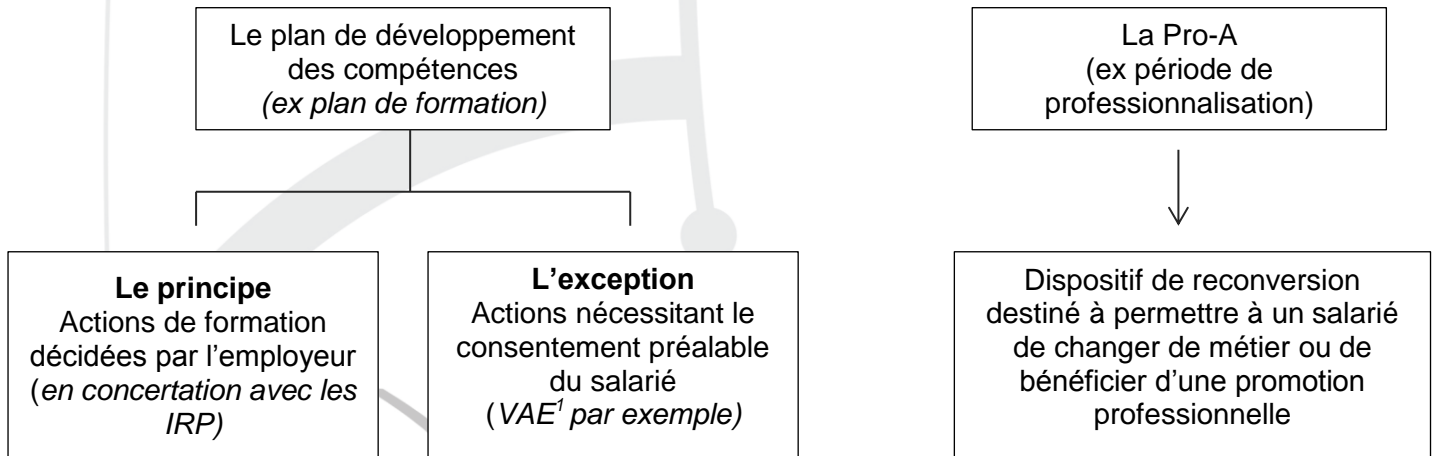 Le plan de développement
des compétences
(ex plan de formation)
La Pro-A
(ex période de
professionnalisation)
Le principe
Actions de formation
décidées par l’employeur
(en concertation avec les
IRP)
L’exception
Actions nécessitant le
consentement préalable
du salarié
(VAE1 par exemple)
Dispositif de reconversion
destiné à permettre à un salarié
de changer de métier ou de
bénéficier d’une promotion
professionnelle